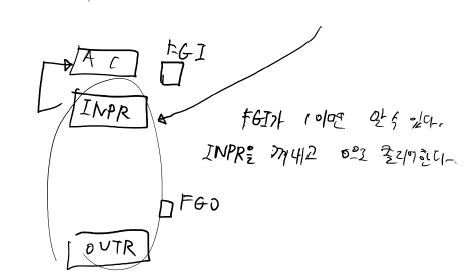 AC
FGI
INPR
FGI가 1이면 알 수 있다.
INPR을 꺼내고 0으로 클리어한다.
FGO
OUTR